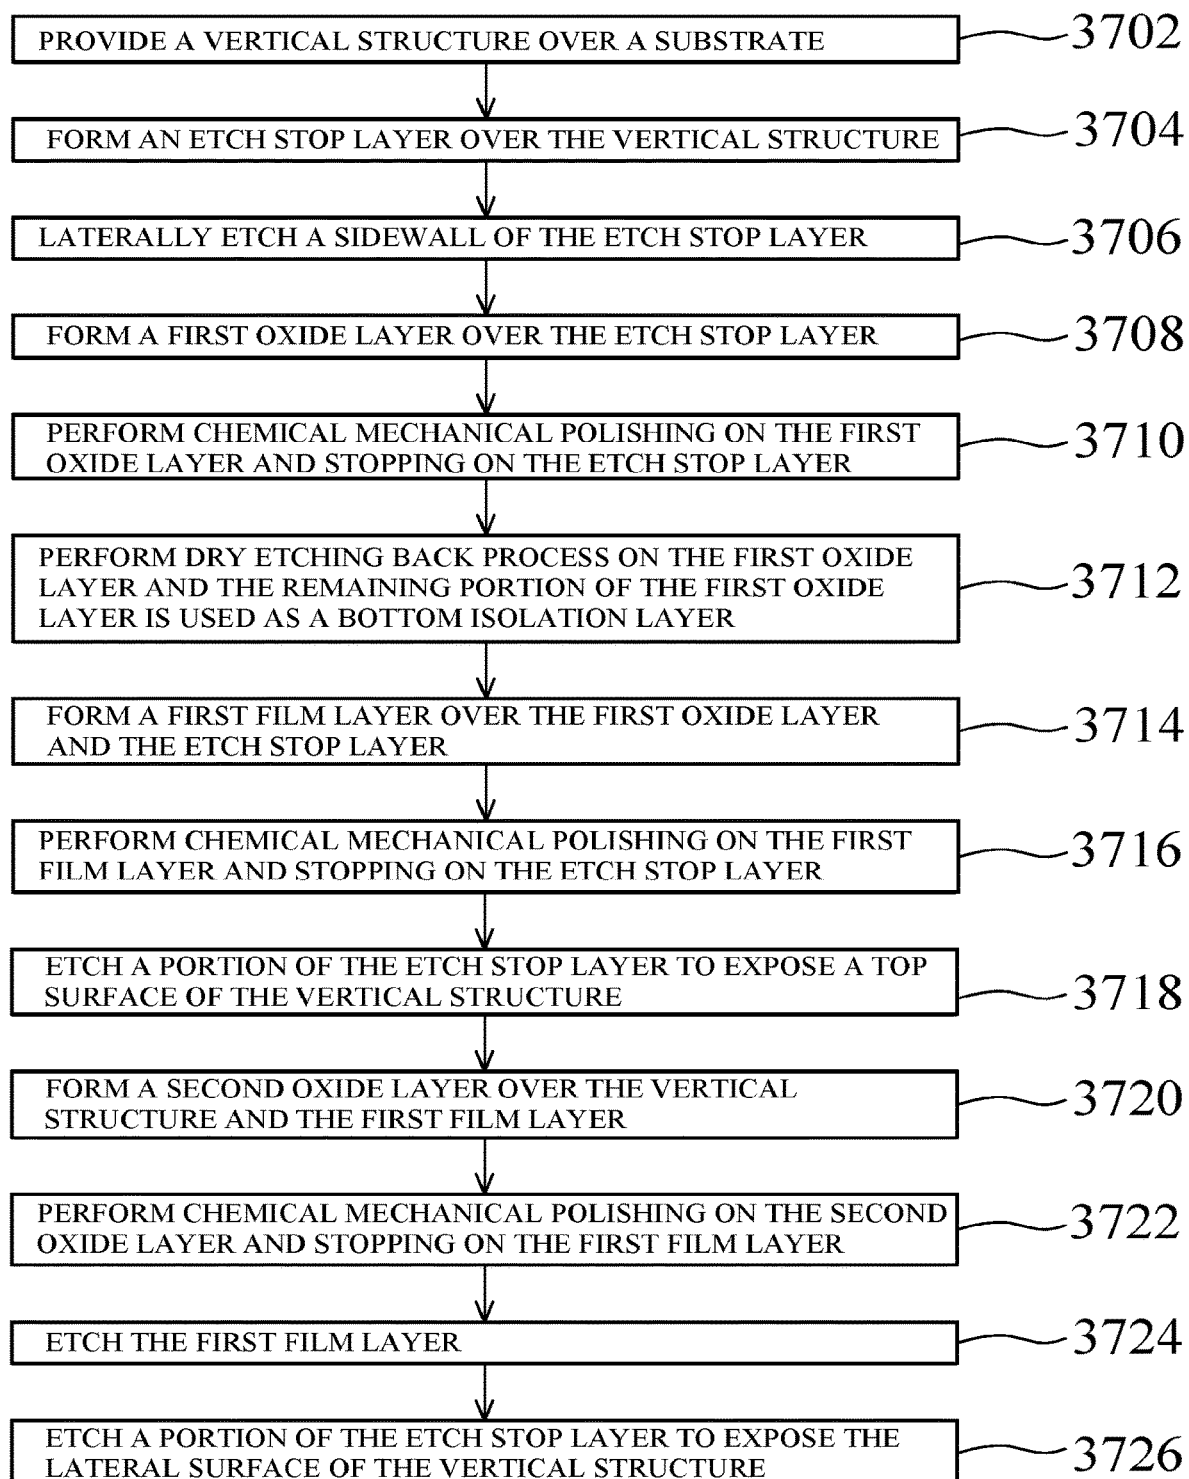 PROVIDE A VERTICAL STRUCTURE OVER A SUBSTRATE
3702
FORM AN ETCH STOP LAYER OVER THE VERTICAL STRUCTURE
3704
LATERALLY ETCH A SIDEWALL OF THE ETCH STOP LAYER
3706
FORM A FIRST OXIDE LAYER OVER THE ETCH STOP LAYER
3708
PERFORM CHEMICAL MECHANICAL POLISHING ON THE FIRST
OXIDE LAYER AND STOPPING ON THE ETCH STOP LAYER
3710
PERFORM DRY ETCHING BACK PROCESS ON THE FIRST OXIDE
LAYER AND THE REMAINING PORTION OF THE FIRST OXIDE
LAYER IS USED AS A BOTTOM ISOLATION LAYER
3712
FORM A FIRST FILM LAYER OVER THE FIRST OXIDE LAYER
AND THE ETCH STOP LAYER
3714
PERFORM CHEMICAL MECHANICAL POLISHING ON THE FIRST
FILM LAYER AND STOPPING ON THE ETCH STOP LAYER
3716
ETCH A PORTION OF THE ETCH STOP LAYER TO EXPOSE A TOP
SURFACE OF THE VERTICAL STRUCTURE
3718
FORM A SECOND OXIDE LAYER OVER THE VERTICAL
STRUCTURE AND THE FIRST FILM LAYER
3720
PERFORM CHEMICAL MECHANICAL POLISHING ON THE SECOND
OXIDE LAYER AND STOPPING ON THE FIRST FILM LAYER
3722
ETCH THE FIRST FILM LAYER
3724
ETCH A PORTION OF THE ETCH STOP LAYER TO EXPOSE THE
LATERAL SURFACE OF THE VERTICAL STRUCTURE
3726